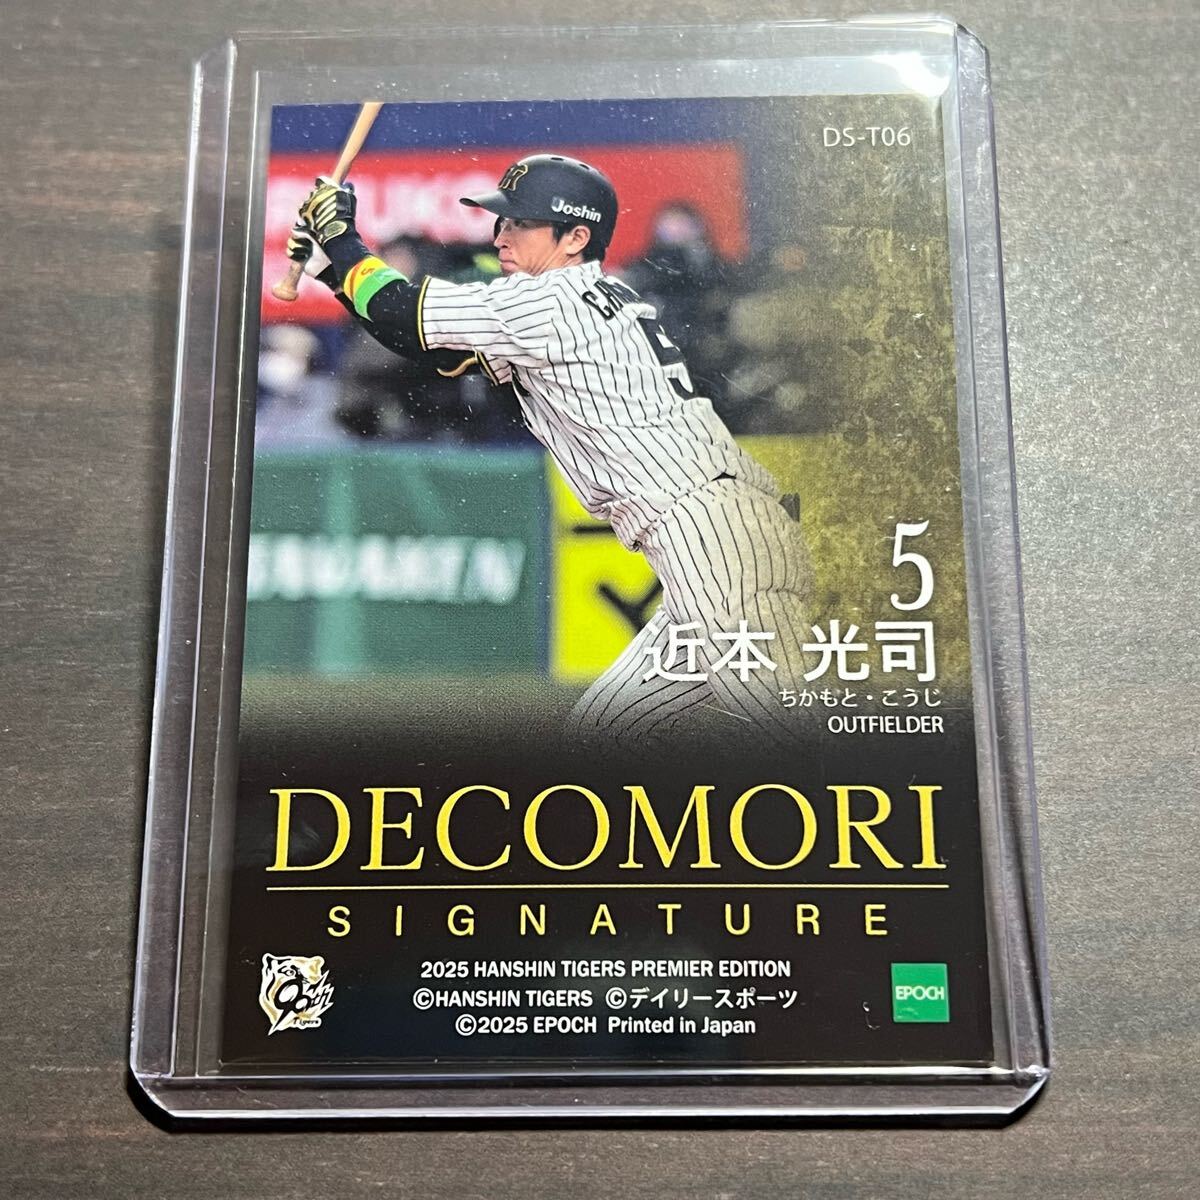 DS-T06
Joshin
5
5
近本 光司
ちかもと・こうじ
OUTFIELDER
DECOMORI
SIGNATURE
2025 HANSHIN TIGERS PREMIER EDITION
©HANSHIN TIGERS ©デイリースポーツ
©2025 EPOCH Printed in Japan
Tigers
EPOCH